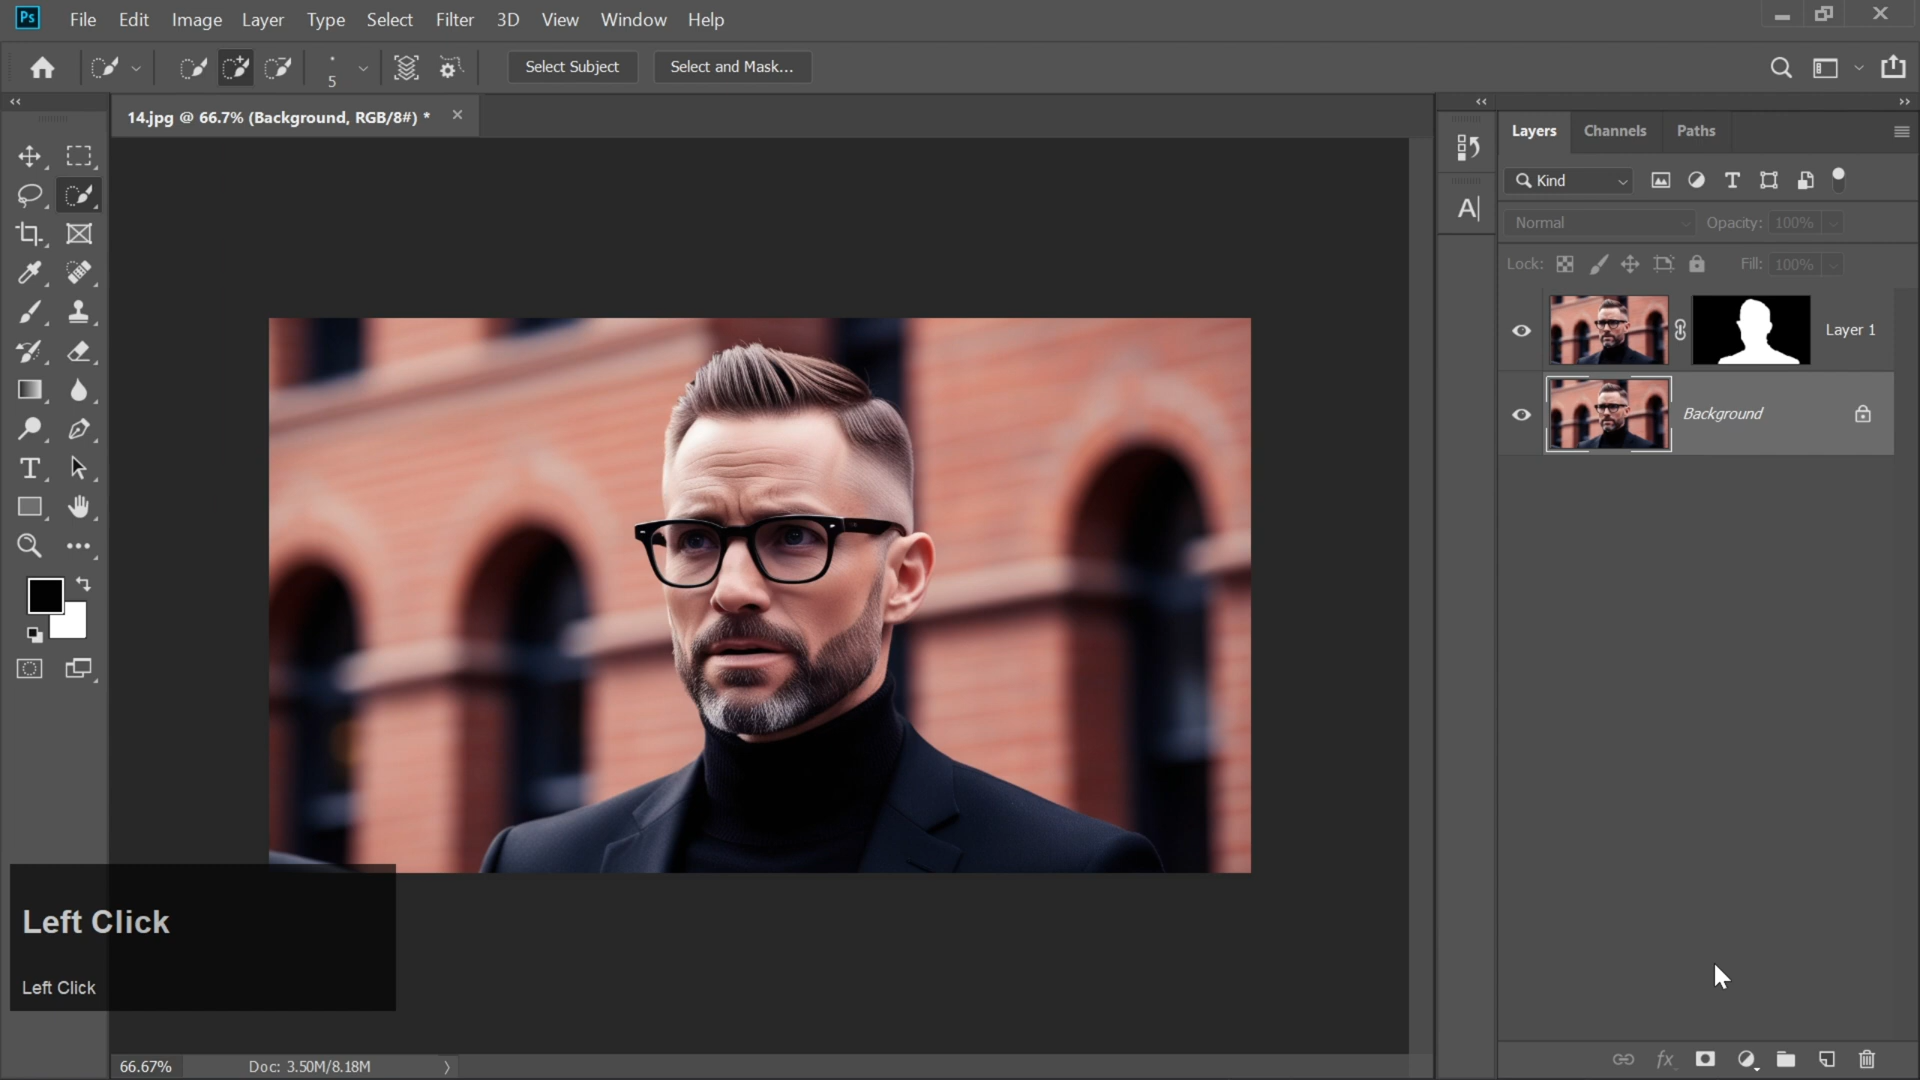 Ps
File Edit Image Layer Type Select Filter 3D View Window Help
5
Select Subject
Select and Mask...
14.jpg @ 66.7% (Background, RGB/8#) *
Layers Channels Paths
Kind
Normal
Opacity: 100%
Lock:
Fill: 100%
Layer 1
Background
Left Click
Left Click
66.67%
Doc: 3.50M/8.18M
fx